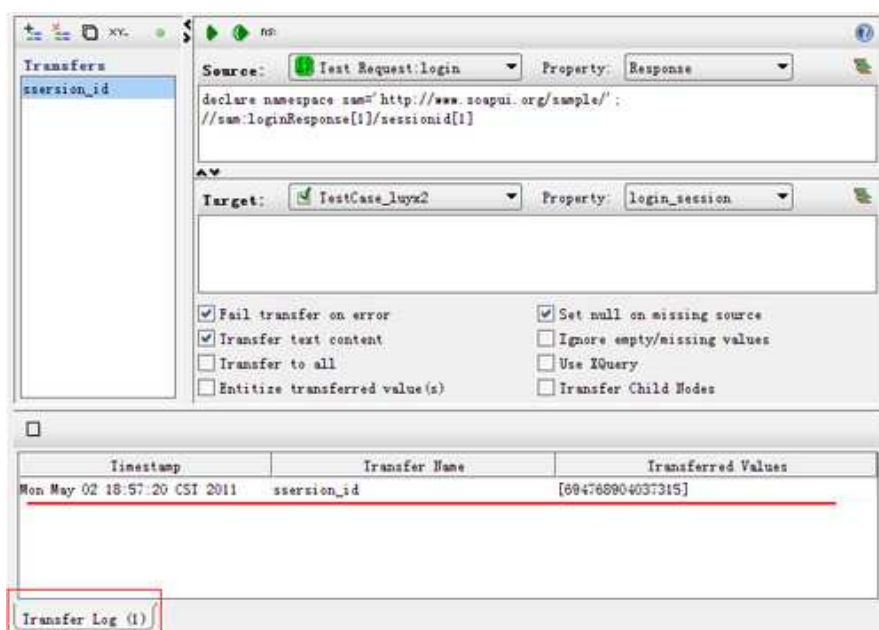 XY-
ns:
Transfers
ssersion_id
Source: Test Request:login Property: Response
declare namespace sam='http://www.soapui.org/sample/';
//sam:loginResponse[1]/sessionid[1]
Target: TestCase_luyx2 Property: login_session
Fail transfer on error Set null on missing source
Transfer text content Ignore empty/missing values
Transfer to all Use XQuery
Entitize transferred value(s) Transfer Child Nodes
Timestamp Transfer Name Transferred Values
Mon May 02 18:57:20 CST 2011 ssersion_id [694768904037315]
Transfer Log (1)